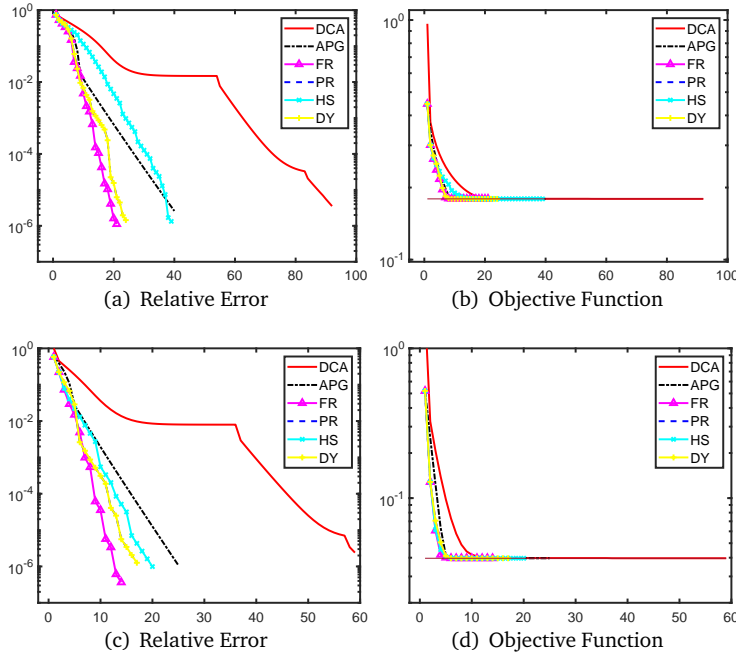 10^0
10^-2
10^-4
10^-6
0 20 40 60 80 100
DCA
APG
FR
PR
HS
DY
(a) Relative Error
10^0
10^-1
0 20 40 60 80 100
DCA
APG
FR
PR
HS
DY
(b) Objective Function
10^0
10^-2
10^-4
10^-6
0 10 20 30 40 50 60
DCA
APG
FR
PR
HS
DY
(c) Relative Error
10^0
10^-1
0 10 20 30 40 50 60
DCA
APG
FR
PR
HS
DY
(d) Objective Function